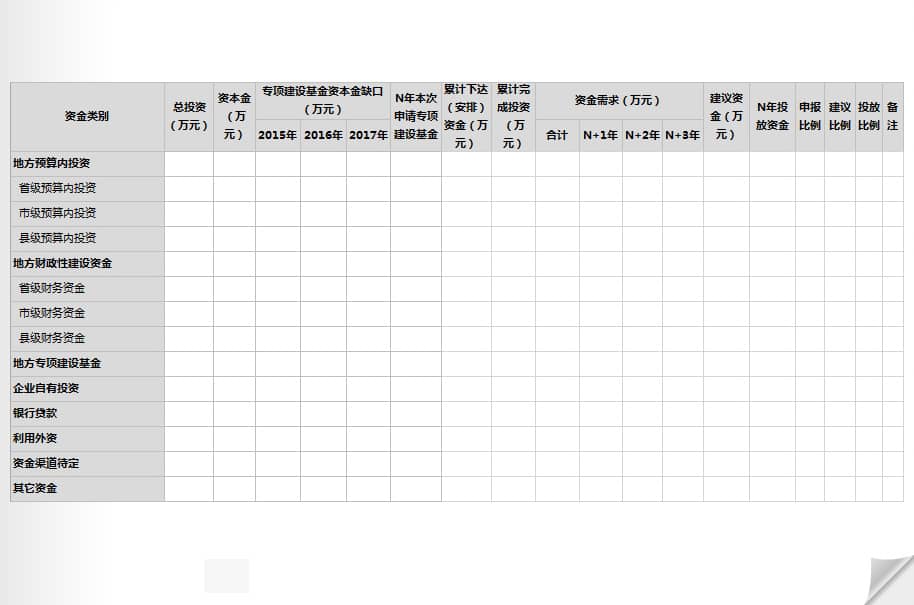 资金类别
总投资
（万元）
资本金
（万
元）
专项建设基金资本金缺口
（万元）
2015年 2016年 2017年
N年本次
申请专项
建设基金
累计下达
（安排）
资金（万
元）
累计完
成投资
（万
元）
资金需求（万元）
合计 N+1年 N+2年 N+3年
建议资
金（万
元）
N年投
放资金
申报
比例
建议
比例
投放
比例
备
注
地方预算内投资
省级预算内投资
市级预算内投资
县级预算内投资
地方财政性建设资金
省级财务资金
市级财务资金
县级财务资金
地方专项建设基金
企业自有投资
银行贷款
利用外资
资金渠道待定
其它资金